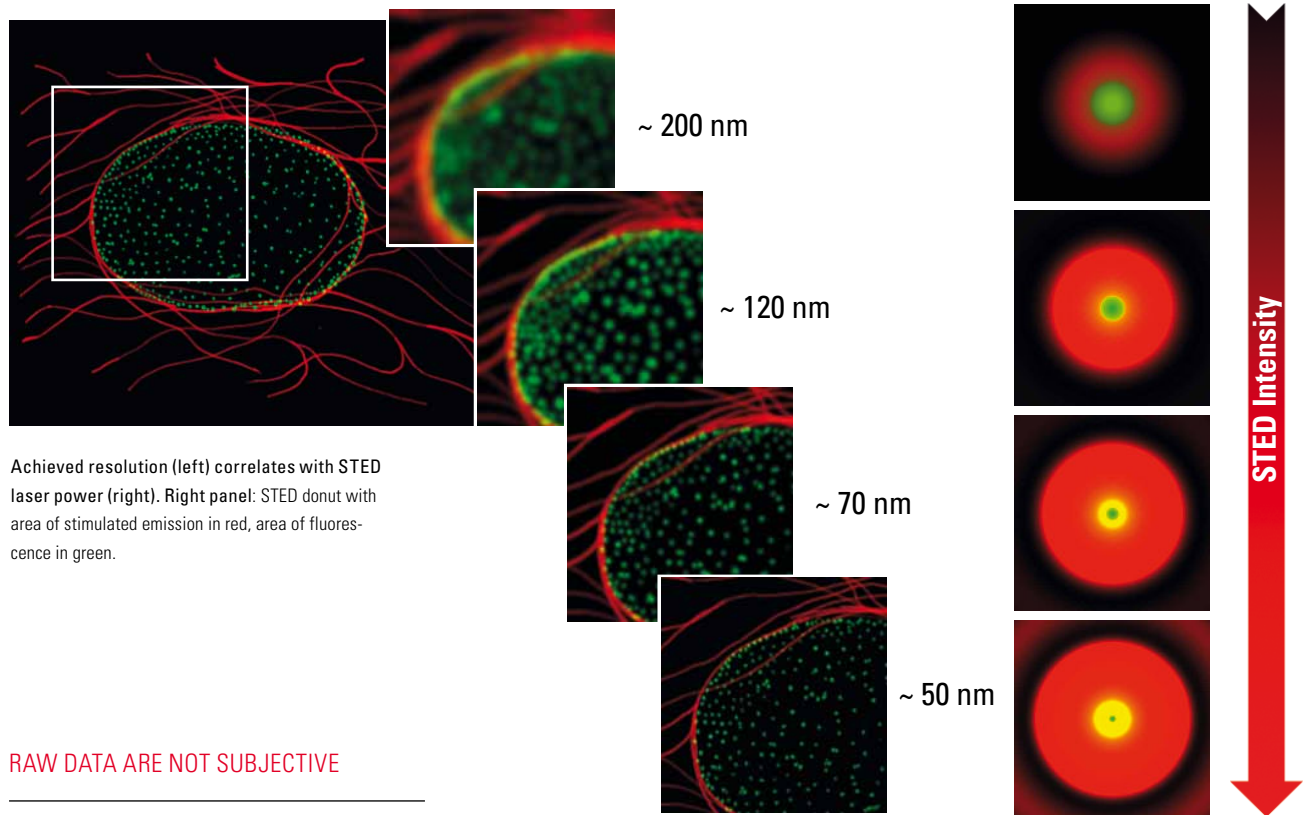 ~ 200 nm
~ 120 nm
~ 70 nm
~ 50 nm
STED Intensity
Achieved resolution (left) correlates with STED
laser power (right). Right panel: STED donut with
area of stimulated emission in red, area of fluores-
cence in green.
RAW DATA ARE NOT SUBJECTIVE